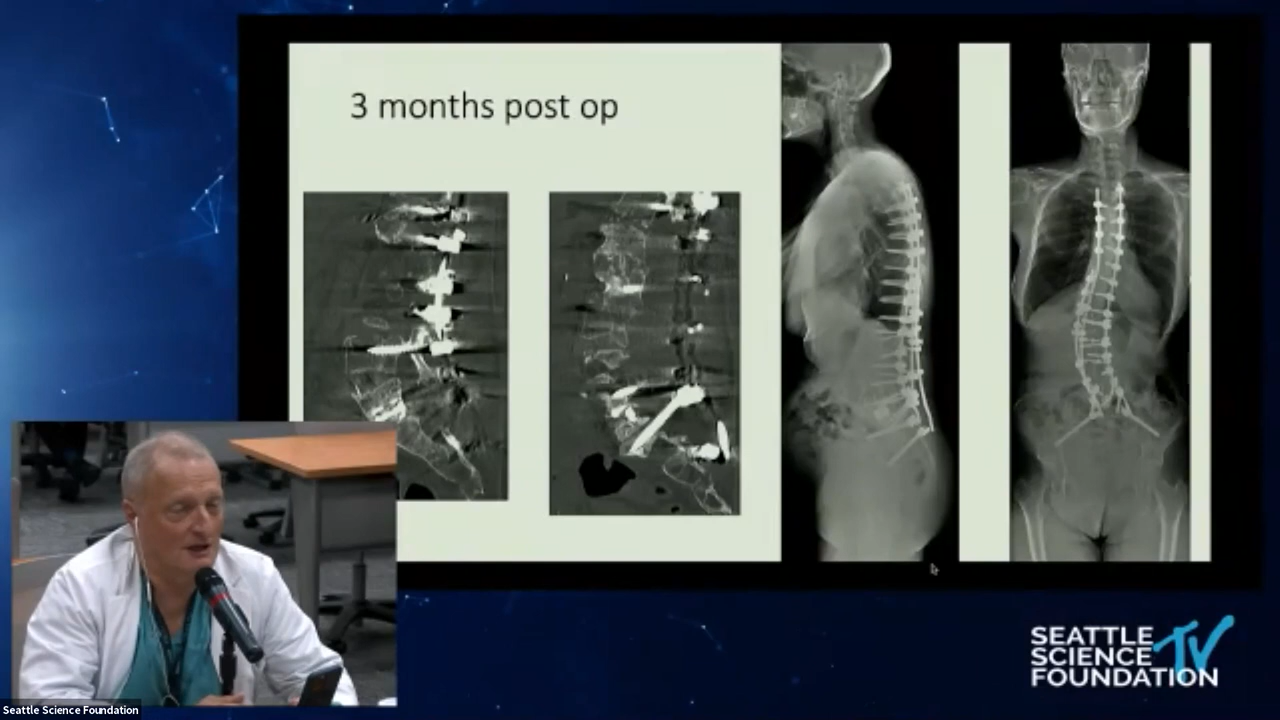 3 months post op
SEATTLE
SCIENCE TV
FOUNDATION
Seattle Science Foundation